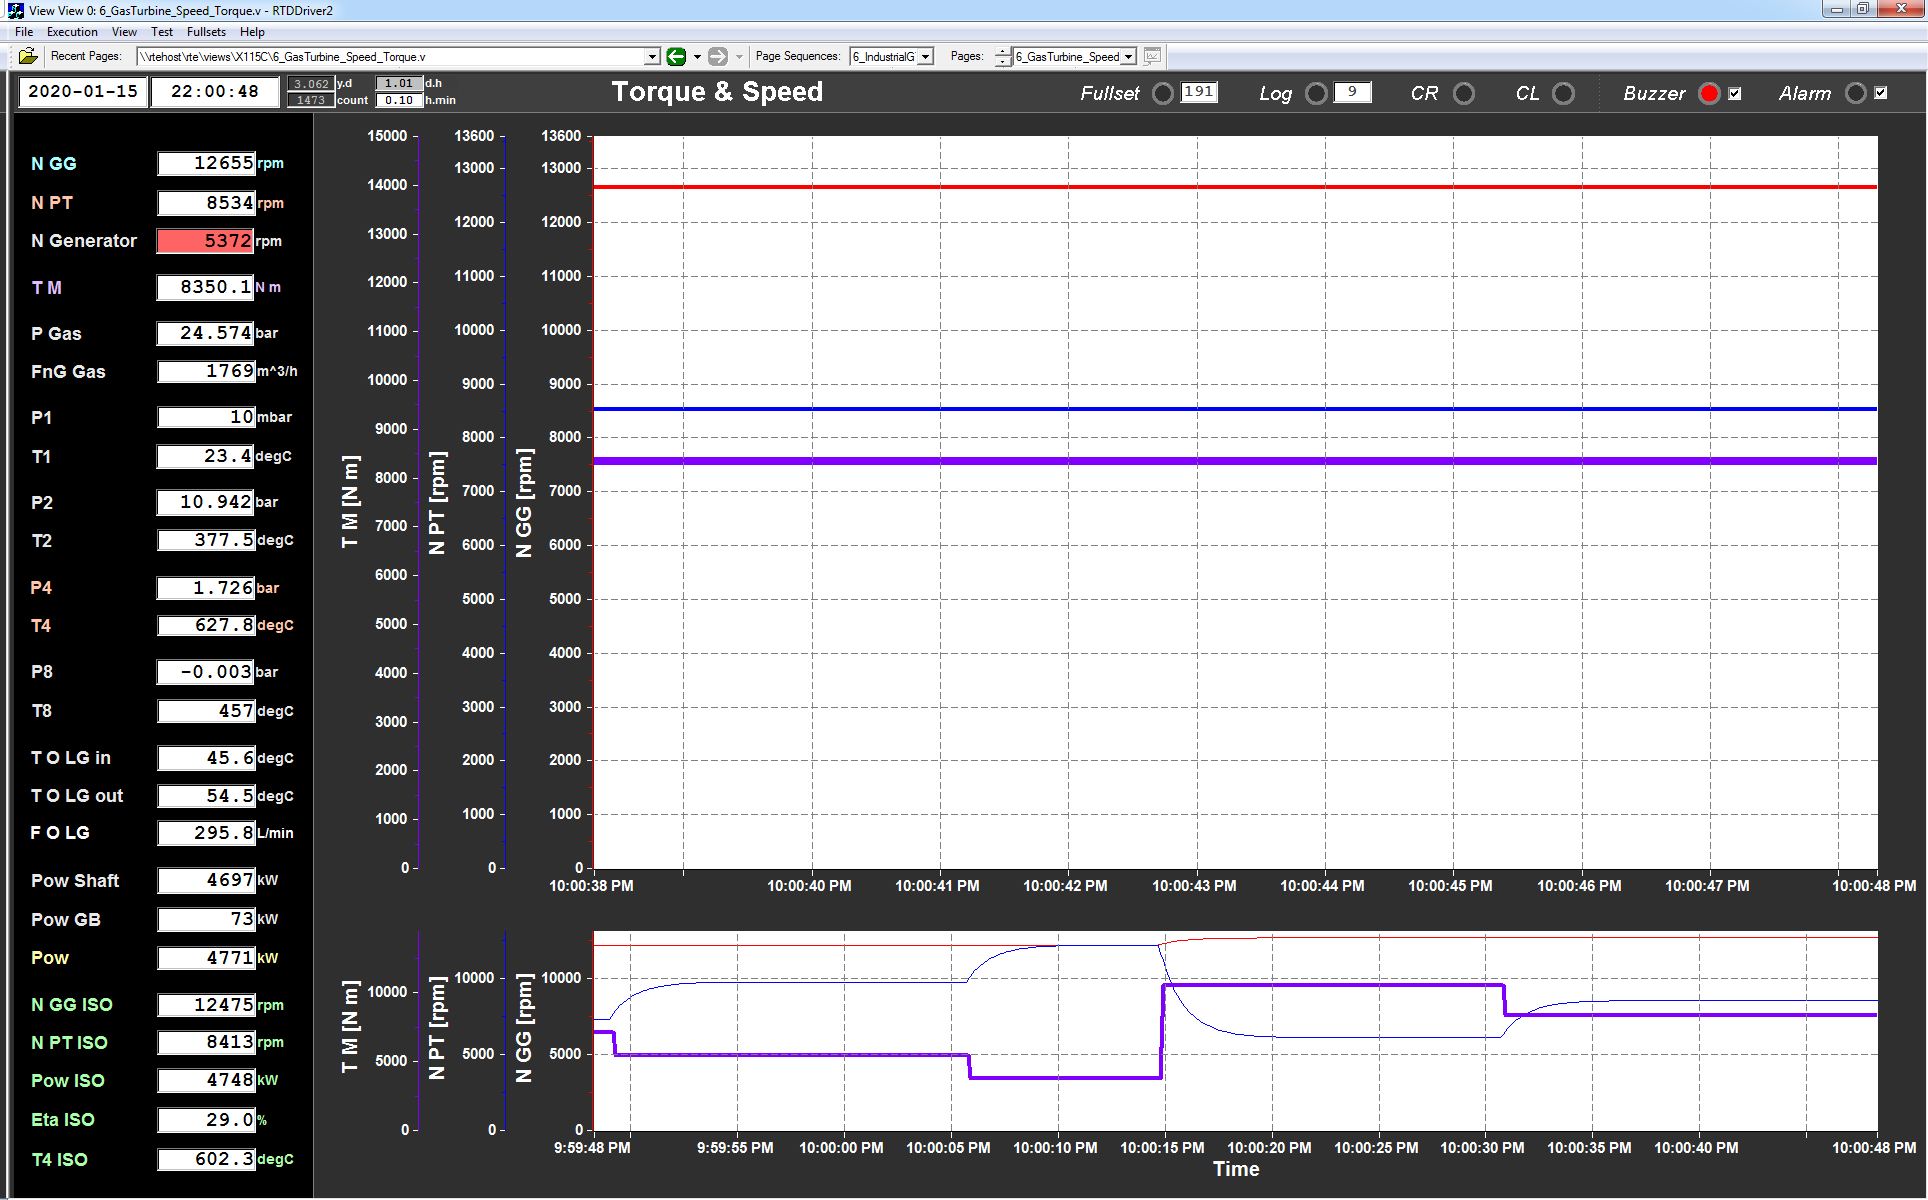 View View 0: 6_GasTurbine_Speed_Torque.v - RTDDriver2
File Execution View Test Fullsets Help
Recent Pages: \\rtehost\rte\views\X115C\6_GasTurbine_Speed_Torque.v Page Sequences: 6_IndustrialG Pages: 6_GasTurbine_Speed
2020-01-15 22:00:48 3.062 y.d 1.01 d.h
1473 count 0.10 h.min
Torque & Speed Fullset 191 Log 9 CR CL Buzzer Alarm
N GG 12655 rpm
N PT 8534 rpm
N Generator 5372 rpm
T M 8350.1 N m
P Gas 24.574 bar
FnG Gas 1769 m^3/h
P1 10 mbar
T1 23.4 degC
P2 10.942 bar
T2 377.5 degC
P4 1.726 bar
T4 627.8 degC
P8 -0.003 bar
T8 457 degC
T O LG in 45.6 degC
T O LG out 54.5 degC
F O LG 295.8 L/min
Pow Shaft 4697 kW
Pow GB 73 kW
Pow 4771 kW
N GG ISO 12475 rpm
N PT ISO 8413 rpm
Pow ISO 4748 kW
Eta ISO 29.0 %
T4 ISO 602.3 degC
T M [N m]
15000
14000
13000
12000
11000
10000
9000
8000
7000
6000
5000
4000
3000
2000
1000
0
N PT [rpm]
13600
13000
12000
11000
10000
9000
8000
7000
6000
5000
4000
3000
2000
1000
0
N GG [rpm]
13600
13000
12000
11000
10000
9000
8000
7000
6000
5000
4000
3000
2000
1000
0
10:00:38 PM 10:00:40 PM 10:00:41 PM 10:00:42 PM 10:00:43 PM 10:00:44 PM 10:00:45 PM 10:00:46 PM 10:00:47 PM 10:00:48 PM
T M [N m]
10000
5000
0
N PT [rpm]
10000
5000
0
N GG [rpm]
10000
5000
0
9:59:48 PM 9:59:55 PM 10:00:00 PM 10:00:05 PM 10:00:10 PM 10:00:15 PM 10:00:20 PM 10:00:25 PM 10:00:30 PM 10:00:35 PM 10:00:40 PM 10:00:48 PM
Time